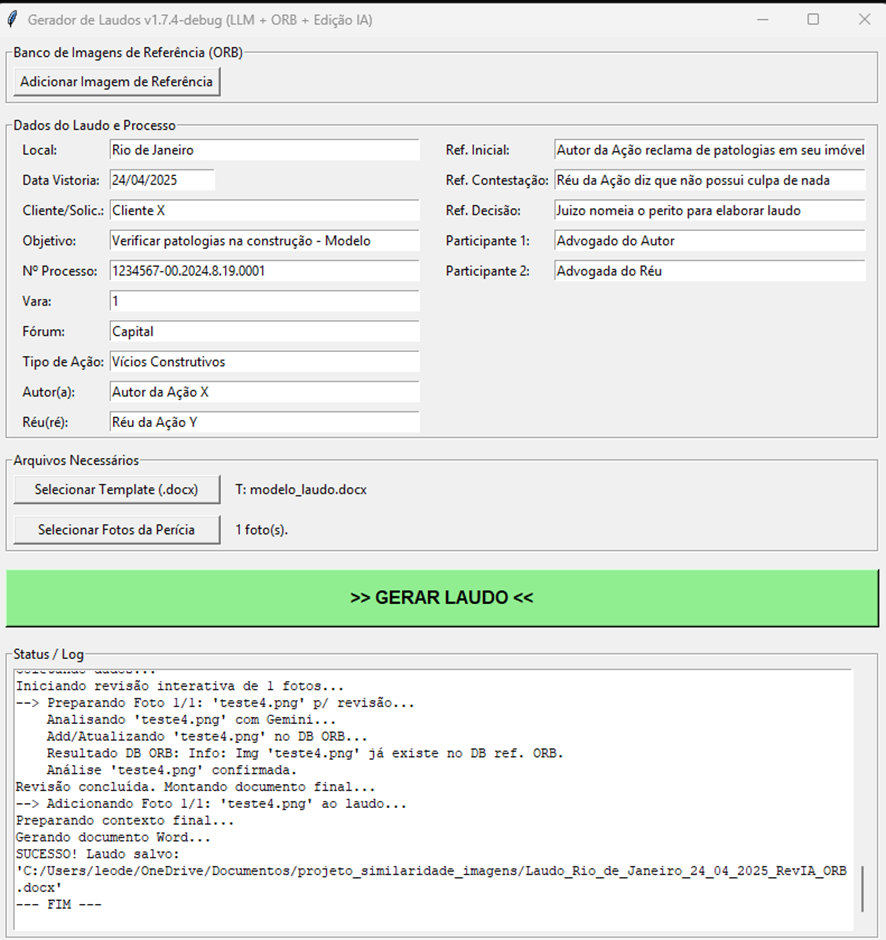 Gerador de Laudos v1.7.4-debug (LLM + ORB + Edição IA)
Banco de Imagens de Referência (ORB)
Adicionar Imagem de Referência
Dados do Laudo e Processo
Local: Rio de Janeiro
Ref. Inicial: Autor da Ação reclama de patologias em seu imóvel
Data Vistoria: 24/04/2025
Ref. Contestação: Réu da Ação diz que não possui culpa de nada
Cliente/Solic.: Cliente X
Ref. Decisão: Juizo nomeia o perito para elaborar laudo
Objetivo: Verificar patologias na construção - Modelo
Participante 1: Advogado do Autor
Nº Processo: 1234567-00.2024.8.19.0001
Participante 2: Advogada do Réu
Vara: 1
Fórum: Capital
Tipo de Ação: Vícios Construtivos
Autor(a): Autor da Ação X
Réu(ré): Réu da Ação Y
Arquivos Necessários
Selecionar Template (.docx) T: modelo_laudo.docx
Selecionar Fotos da Perícia 1 foto(s).
>> GERAR LAUDO <<
Status / Log
Iniciando revisão interativa de 1 fotos...
--> Preparando Foto 1/1: 'teste4.png' p/ revisão...
Analisando 'teste4.png' com Gemini...
Add/Atualizando 'teste4.png' no DB ORB...
Resultado DB ORB: Info: Img 'teste4.png' já existe no DB ref. ORB.
Análise 'teste4.png' confirmada.
Revisão concluída. Montando documento final...
--> Adicionando Foto 1/1: 'teste4.png' ao laudo...
Preparando contexto final...
Gerando documento Word...
SUCESSO! Laudo salvo:
'C:/Users/leode/OneDrive/Documentos/projeto_similaridade_imagens/Laudo_Rio_de_Janeiro_24_04_2025_RevIA_ORB
.docx'
--- FIM ---